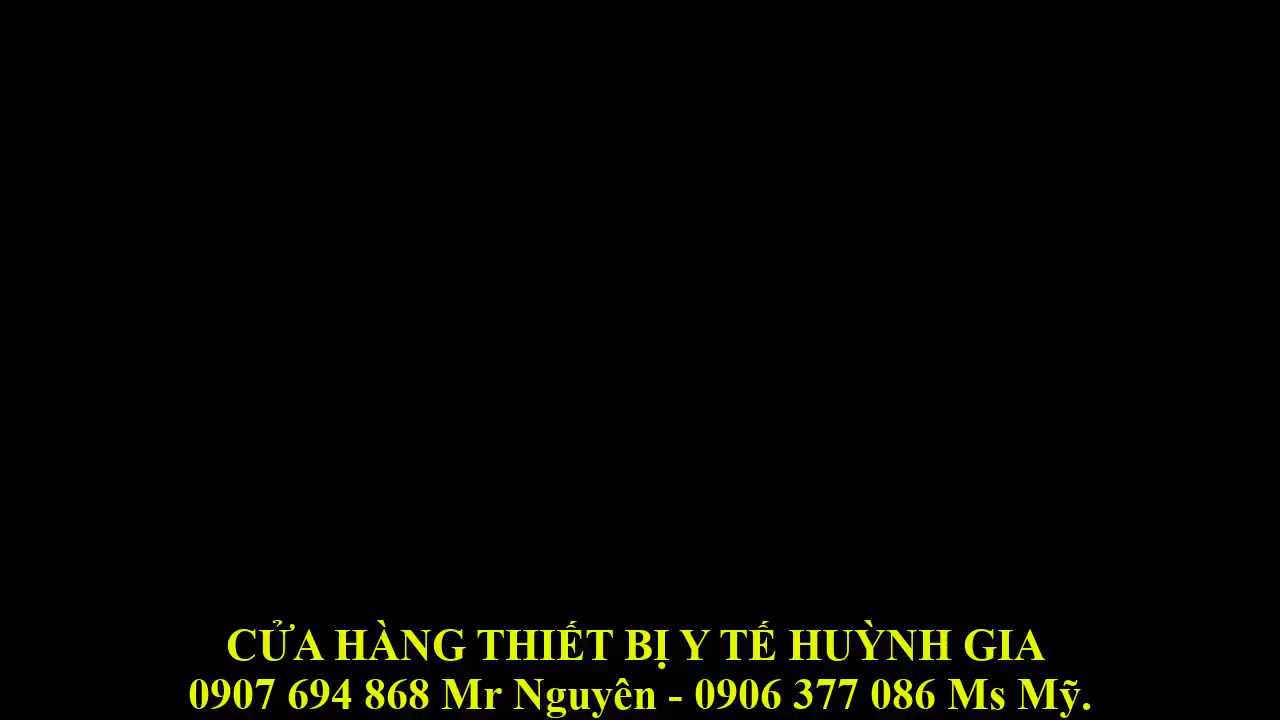 CỬA HÀNG THIẾT BỊ Y TẾ HUỲNH GIA
0907 694 868 Mr Nguyên - 0906 377 086 Ms Mỹ.